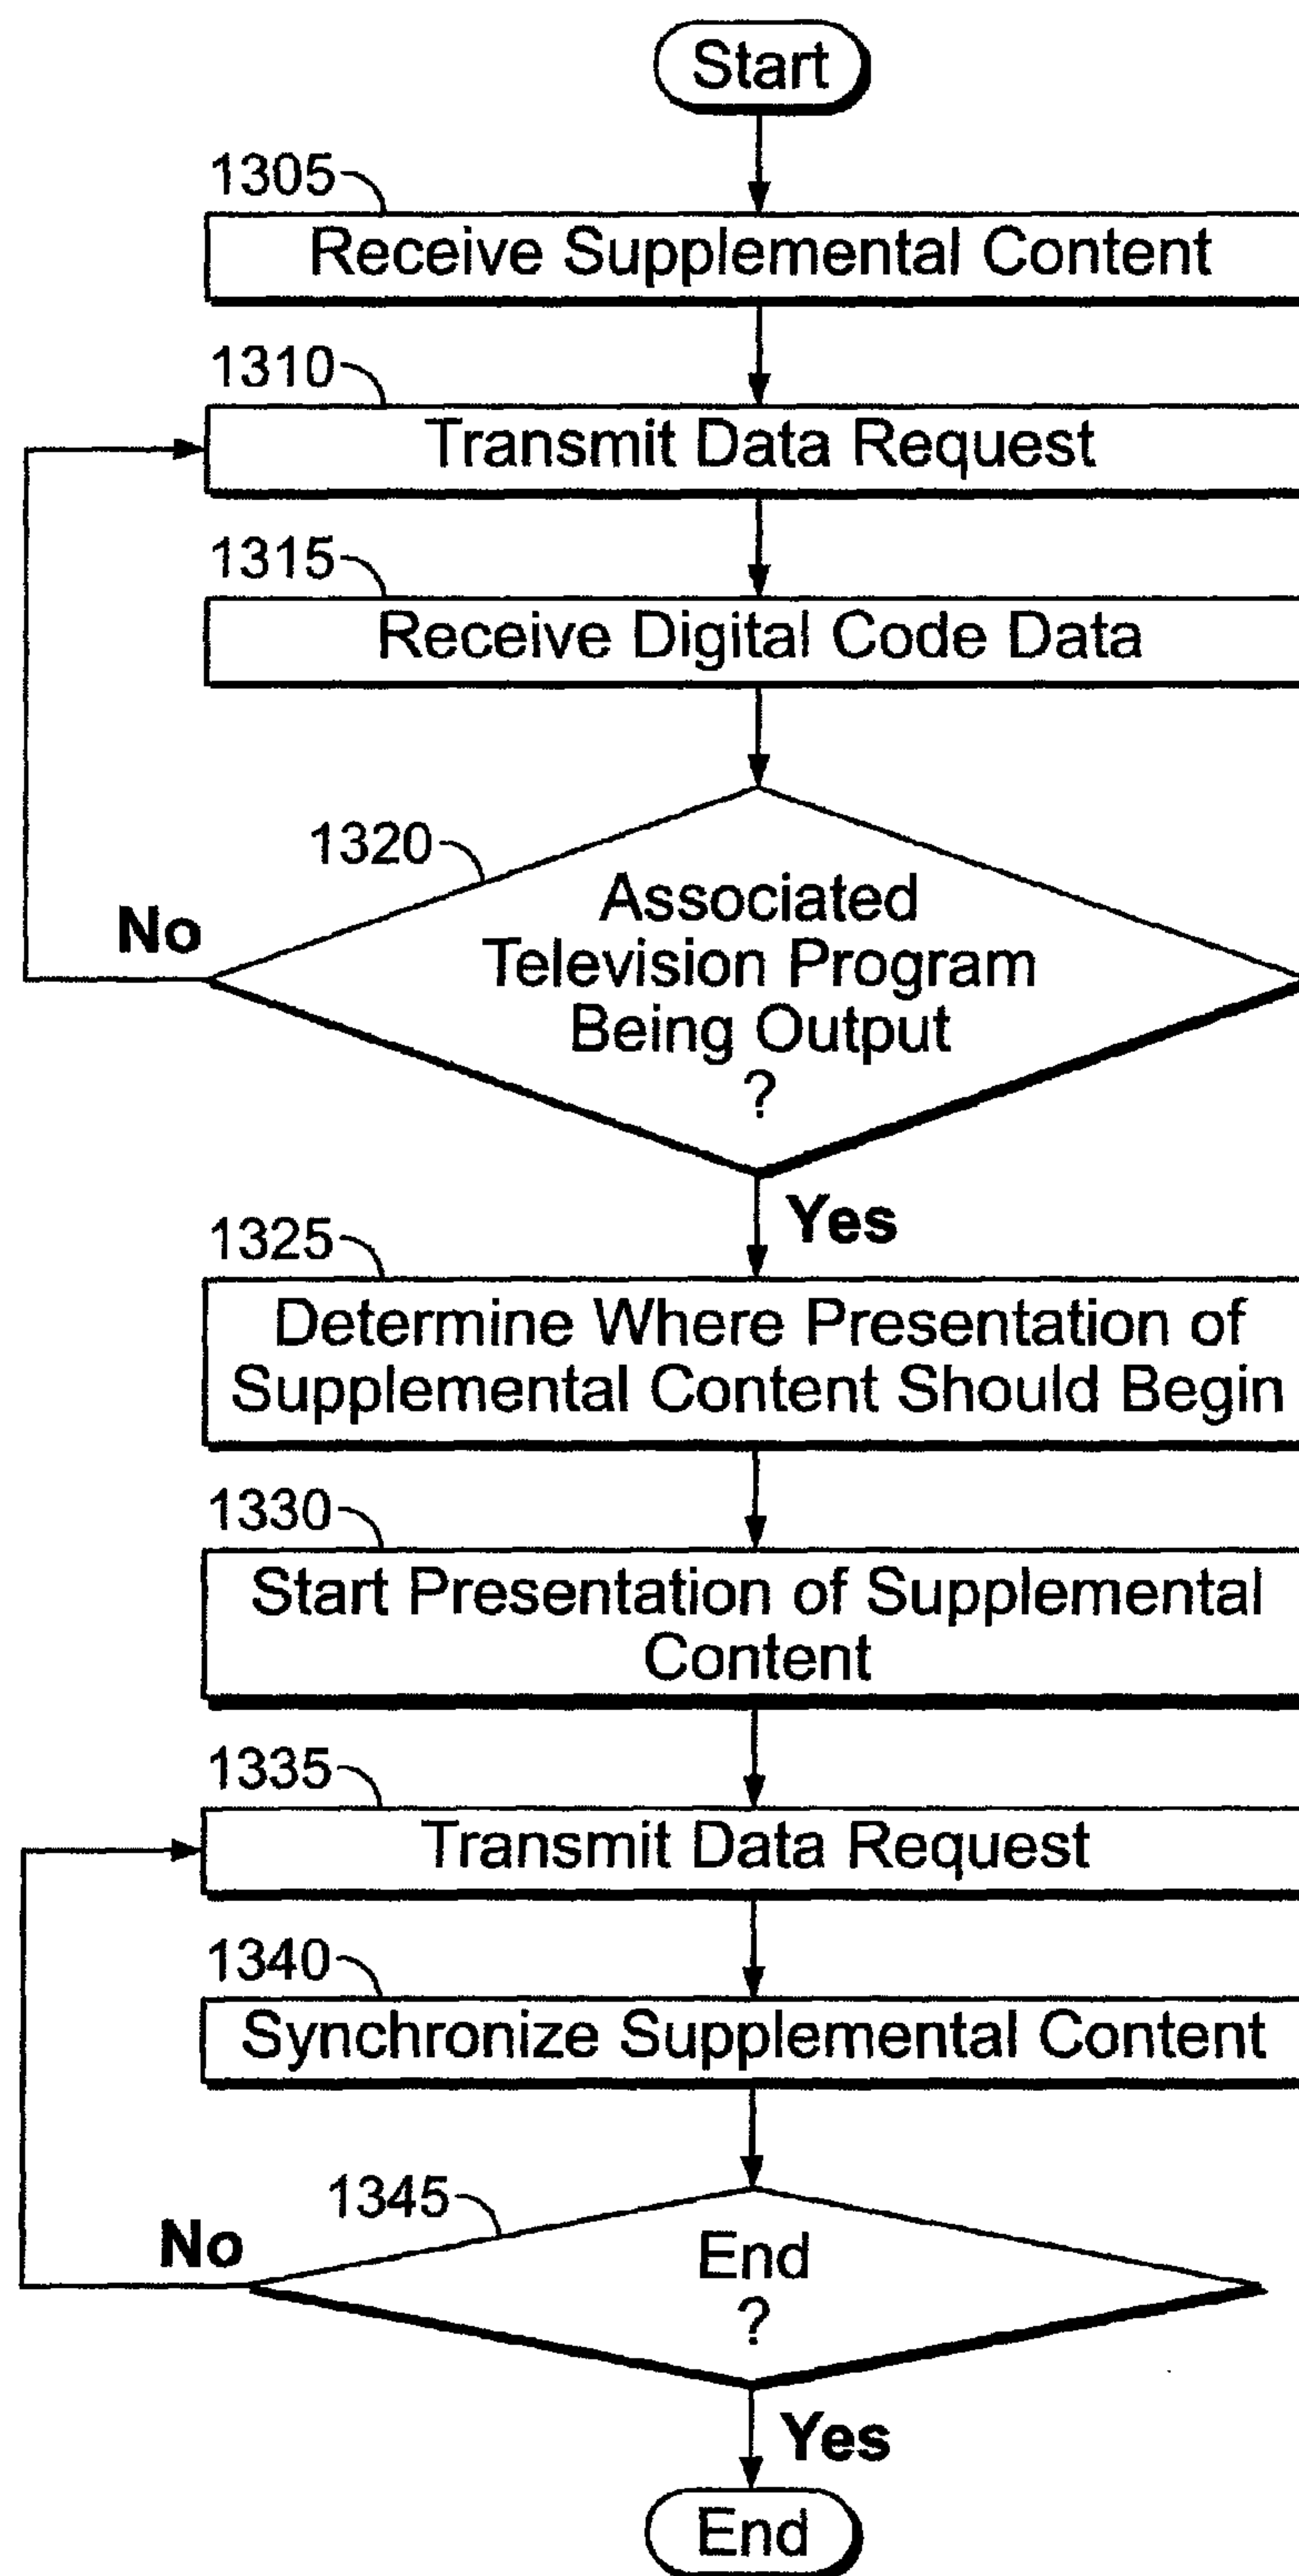 Start
1305
Receive Supplemental Content
1310
Transmit Data Request
1315
Receive Digital Code Data
1320
Associated
Television Program
Being Output
?
No
Yes
1325
Determine Where Presentation of
Supplemental Content Should Begin
1330
Start Presentation of Supplemental
Content
1335
Transmit Data Request
1340
Synchronize Supplemental Content
1345
End
?
No
Yes
End